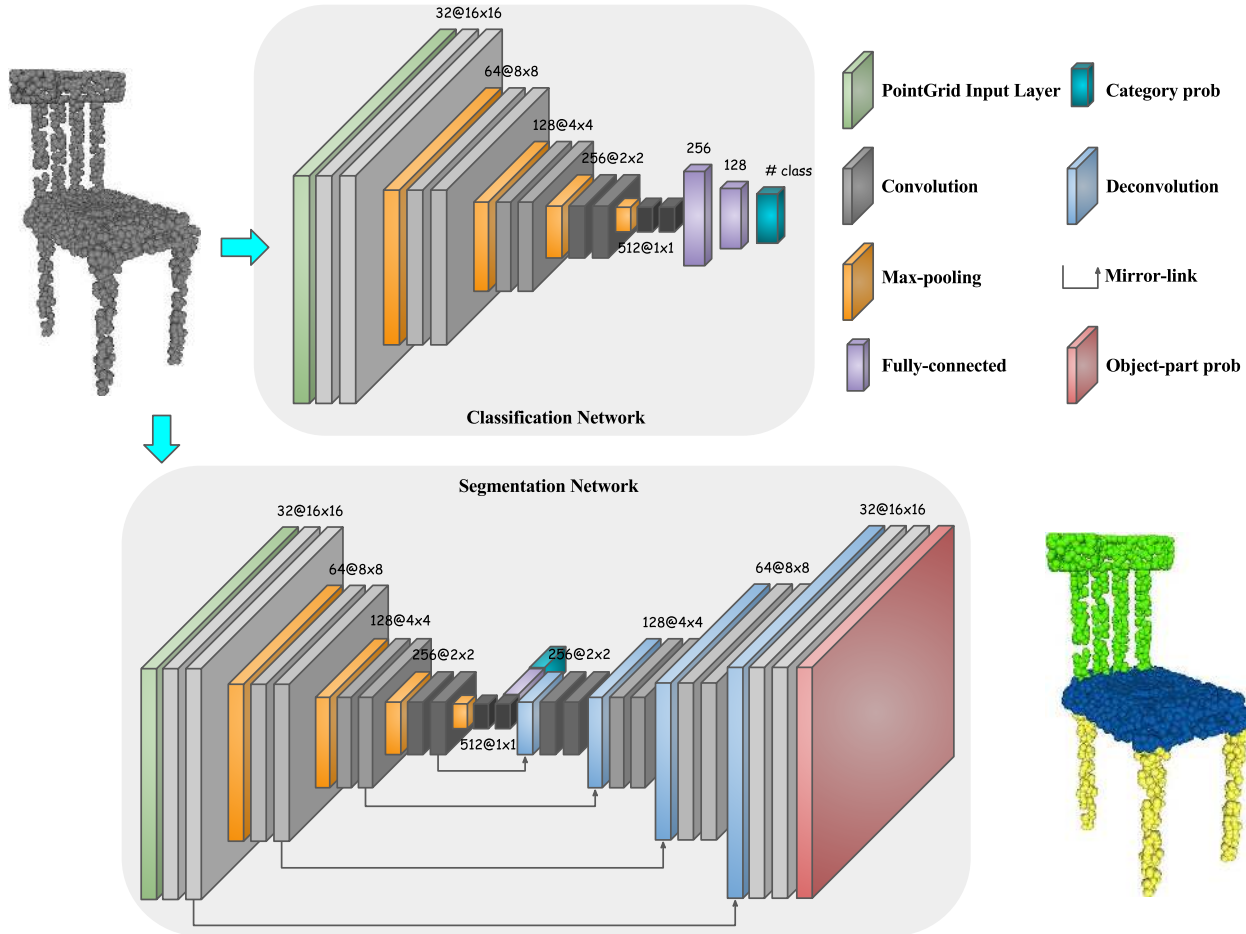 32@16x16
64@8x8
128@4x4
256@2x2
512@1x1
256
128
# class
Classification Network
PointGrid Input Layer
Category prob
Convolution
Deconvolution
Max-pooling
Mirror-link
Fully-connected
Object-part prob
Segmentation Network
32@16x16
64@8x8
128@4x4
256@2x2
512@1x1
256@2x2
128@4x4
64@8x8
32@16x16